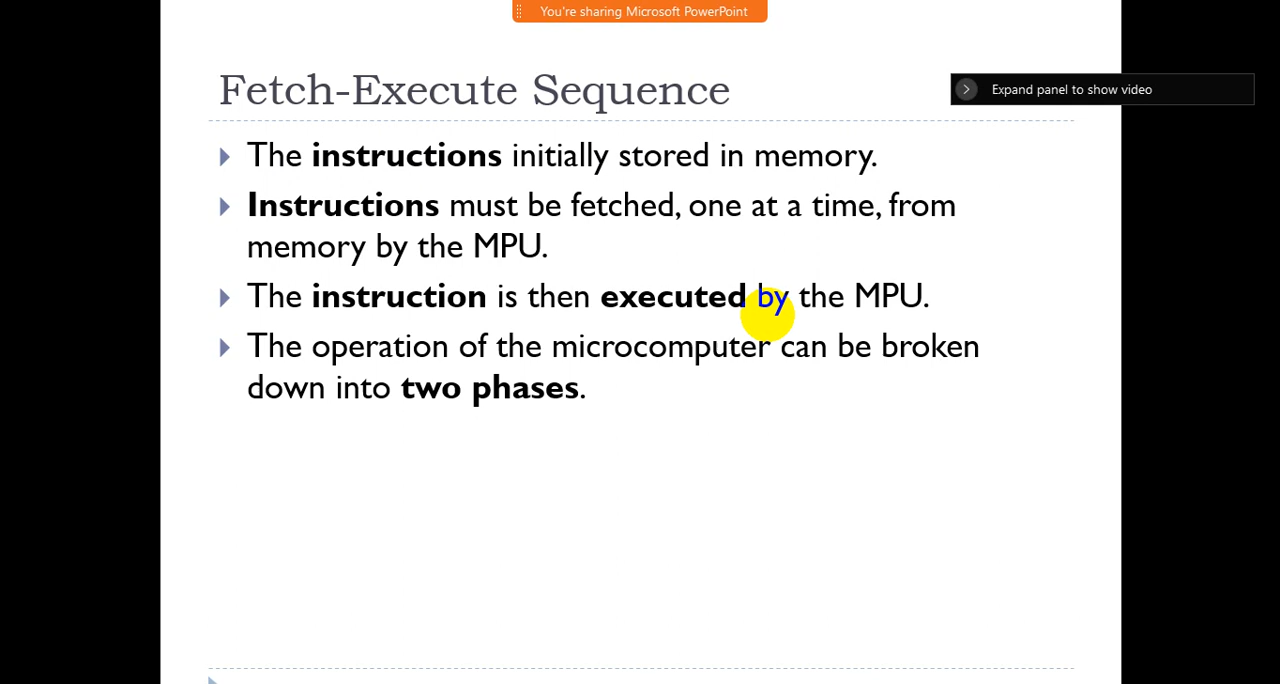 You're sharing Microsoft PowerPoint
Fetch-Execute Sequence
Expand panel to show video
The instructions initially stored in memory.
Instructions must be fetched, one at a time, from
memory by the MPU.
The instruction is then executed by the MPU.
The operation of the microcomputer can be broken
down into two phases.